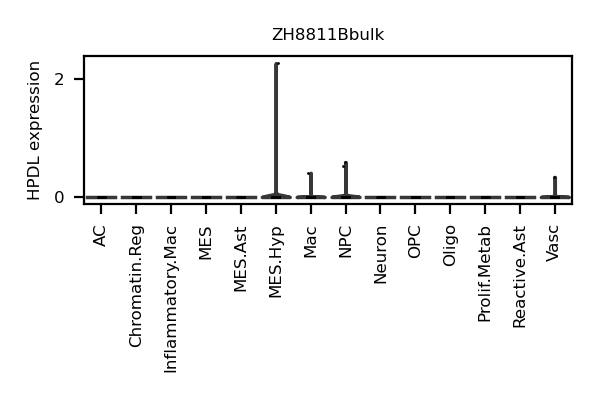 ZH8811Bbulk
HPDL expression
2
0
AC
Chromatin.Reg
Inflammatory.Mac
MES
MES.Ast
MES.Hyp
Mac
NPC
Neuron
OPC
Oligo
Prolif.Metab
Reactive.Ast
Vasc